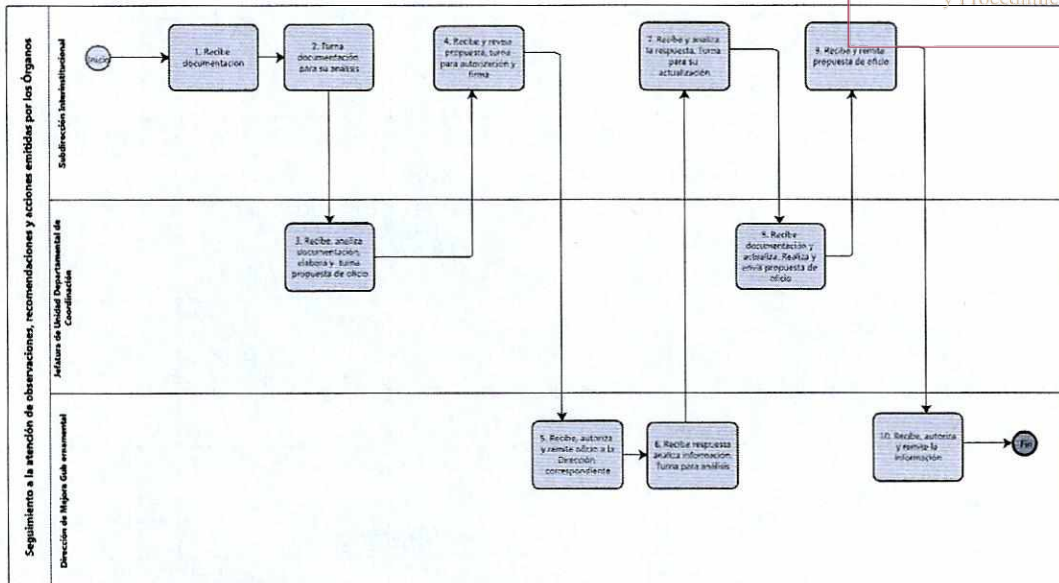 y Procedimie
Seguimiento a la atención de observaciones, recomendaciones y acciones emitidas por los Órganos
Subdirección Interinstitucional
Inicio
1. Recibe
documentación
2. Turna
documentación
para su análisis
4. Recibe y revisa
propuesta, turna
para autorización y
firma
7. Recibe y analiza
la respuesta, Turna
para su
actualización
9. Recibe y remite
propuesta de oficio
Jefatura de Unidad Departamental de
Coordinación
3. Recibe, analiza
documentación,
elabora y turna
propuesta de oficio
documentación y
actualiza. Realiza y
envía propuesta de
oficio
Dirección de Mejora Gubernamental
5. Recibe, autoriza
y remite oficio a la
Dirección
correspondiente
6. Recibe respuesta
analiza información.
Turna para análisis
10. Recibe, autoriza
y remite la
información
Fin